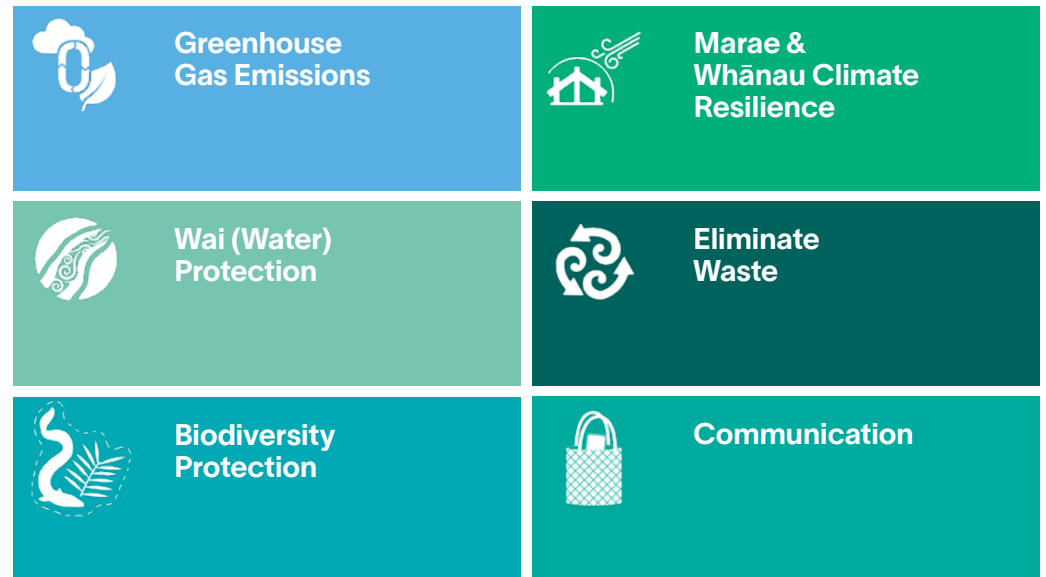 Greenhouse
Gas Emissions
Marae &
Whānau Climate
Resilience
Wai (Water)
Protection
Eliminate
Waste
Biodiversity
Protection
Communication